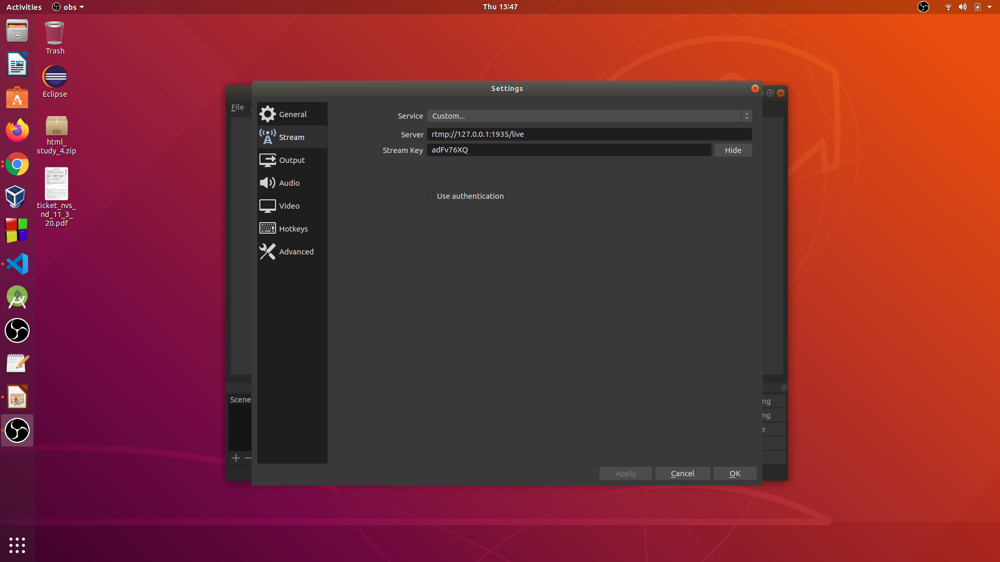 Activities
obs
Thu 13:47
Trash
Eclipse
zip
html_
study_4.zip
ticket_nvs_
nd_11_3_
20.pdf
Settings
File
General
Stream
Output
Audio
Video
Hotkeys
Advanced
Service
Custom...
Server
rtmp://127.0.0.1:1935/live
Stream Key
adFv76XQ
Hide
Use authentication
Scene
ng
ng
e
Apply
Cancel
OK